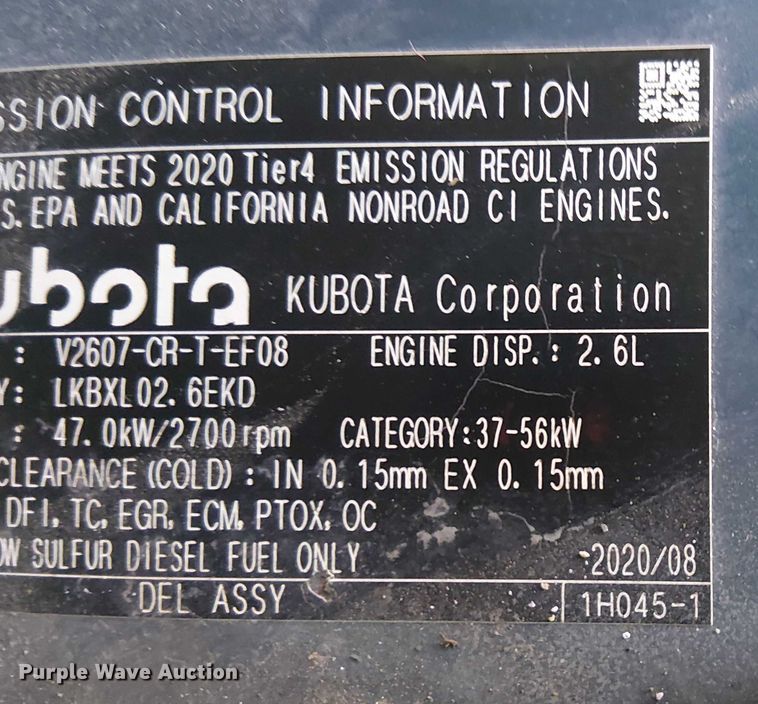 SSION CONTROL INFORMATION
NGINE MEETS 2020 Tier4 EMISSION REGULATIONS
S. EPA AND CALIFORNIA NONROAD CI ENGINES.
ubota KUBOTA Corporation
: V2607-CR-T-EF08 ENGINE DISP.: 2.6L
Y: LKBXL02.6EKD
: 47.0kW/2700rpm CATEGORY:37-56kW
CLEARANCE (COLD) : IN 0.15mm EX 0.15mm
DFI, TC, EGR, ECM, PTOX, OC
OW SULFUR DIESEL FUEL ONLY 2020/08
DEL ASSY 1H045-1
Purple Wave Auction